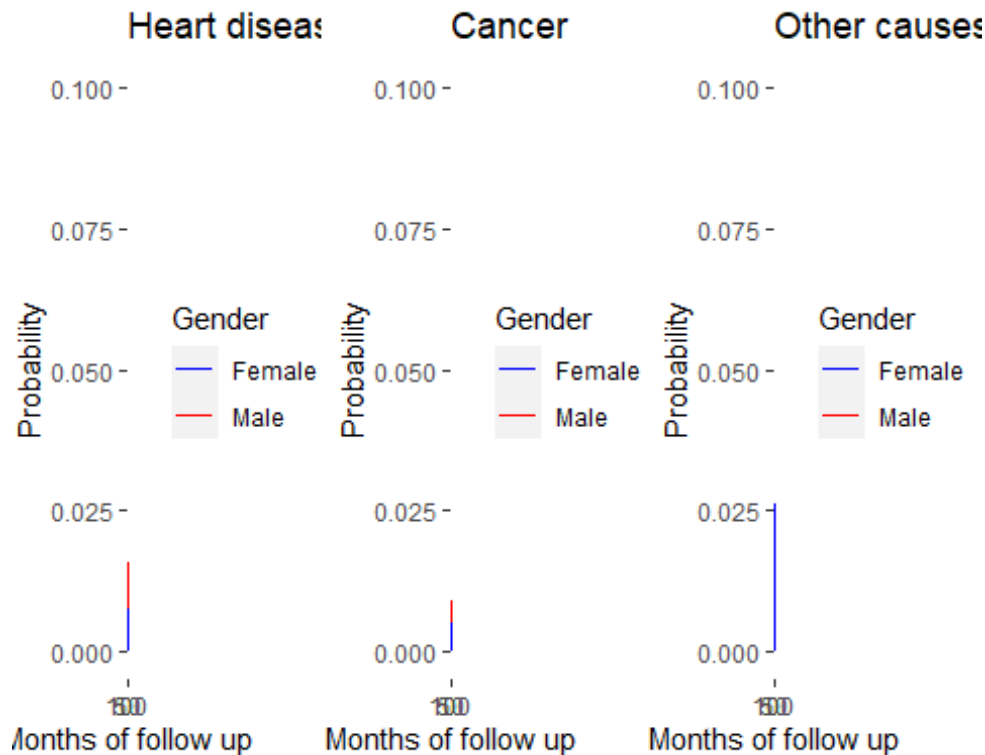 Heart diseas
Cancer
Other causes
0.100
0.075
0.050
0.025
0.000
Probability
Gender
Female
Male
Months of follow up
0.100
0.075
0.050
0.025
0.000
Probability
Gender
Female
Male
Months of follow up
0.100
0.075
0.050
0.025
0.000
Probability
Gender
Female
Male
Months of follow up